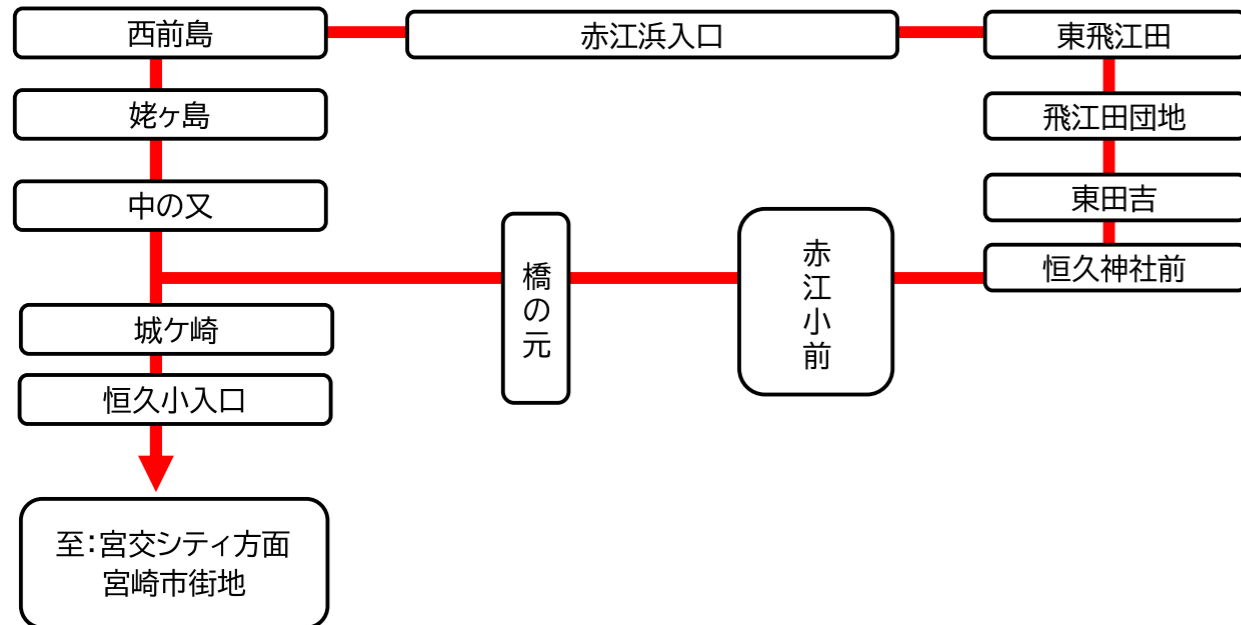 西前島
赤江浜入口
東飛江田
姥ヶ島
飛江田団地
中の又
東田吉
橋の元
赤江小前
恒久神社前
城ケ崎
恒久小入口
至:宮交シティ方面
宮崎市街地